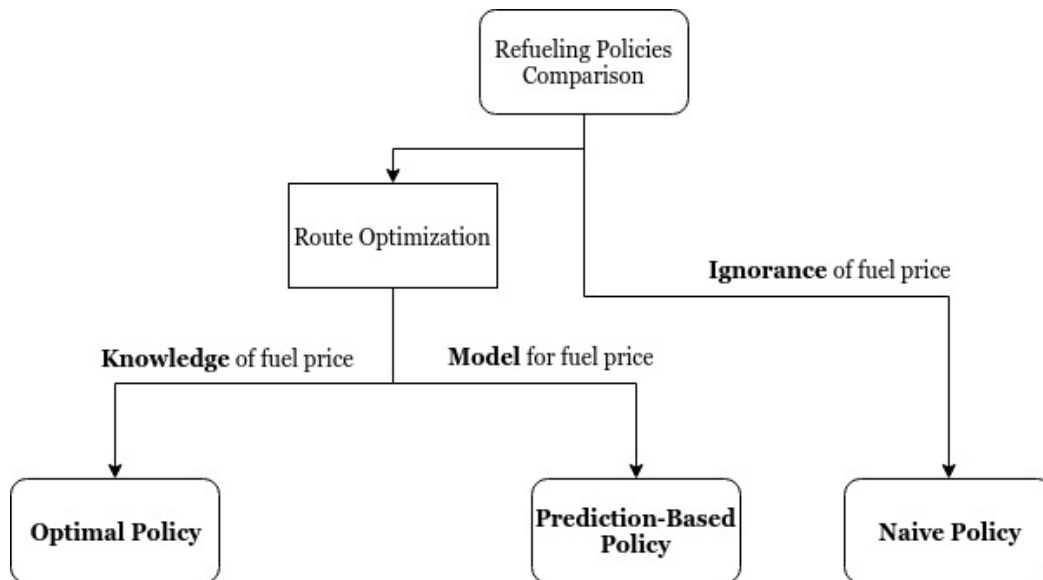 Refueling Policies
Comparison
Route Optimization
Ignorance of fuel price
Knowledge of fuel price
Model for fuel price
Optimal Policy
Prediction-Based
Policy
Naive Policy